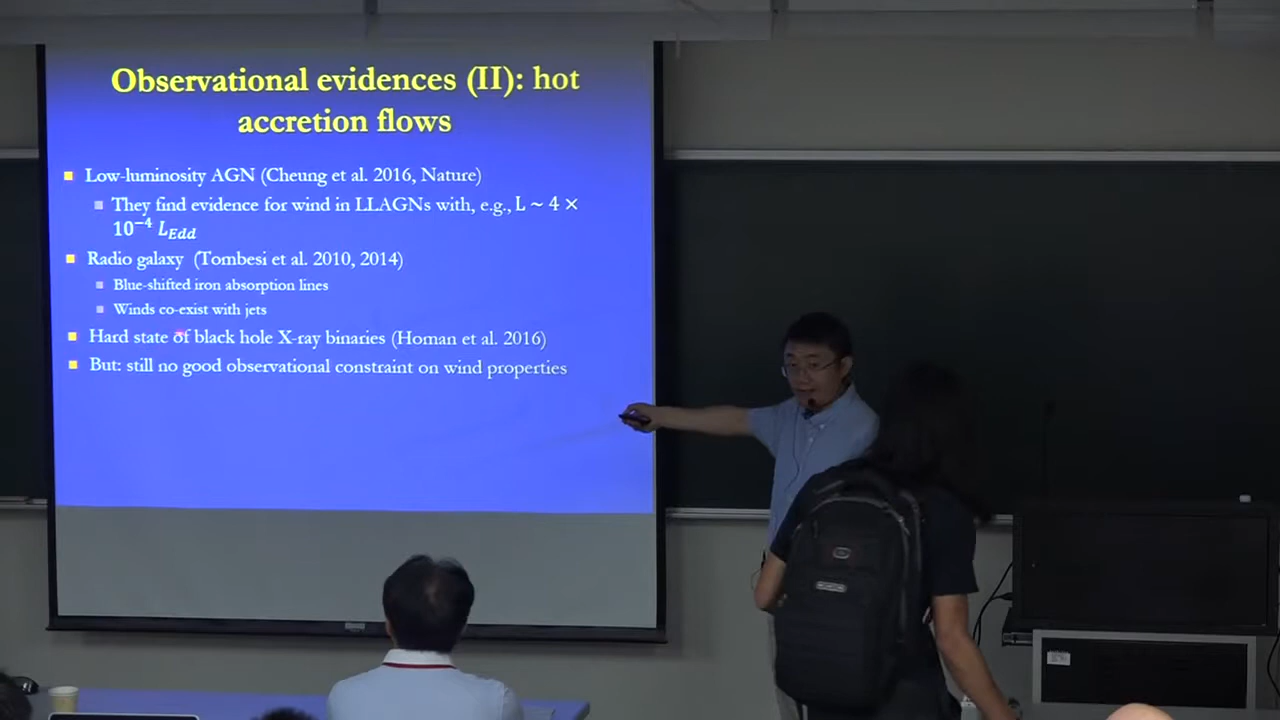 Observational evidences (II): hot
accretion flows
Low-luminosity AGN (Cheung et al. 2016, Nature)
They find evidence for wind in LLAGNs with, e.g., L ~ 4 ×
10⁻⁴ L_Edd
Radio galaxy (Tombesi et al. 2010, 2014)
Blue-shifted iron absorption lines
Winds co-exist with jets
Hard state of black hole X-ray binaries (Homan et al. 2016)
But: still no good observational constraint on wind properties